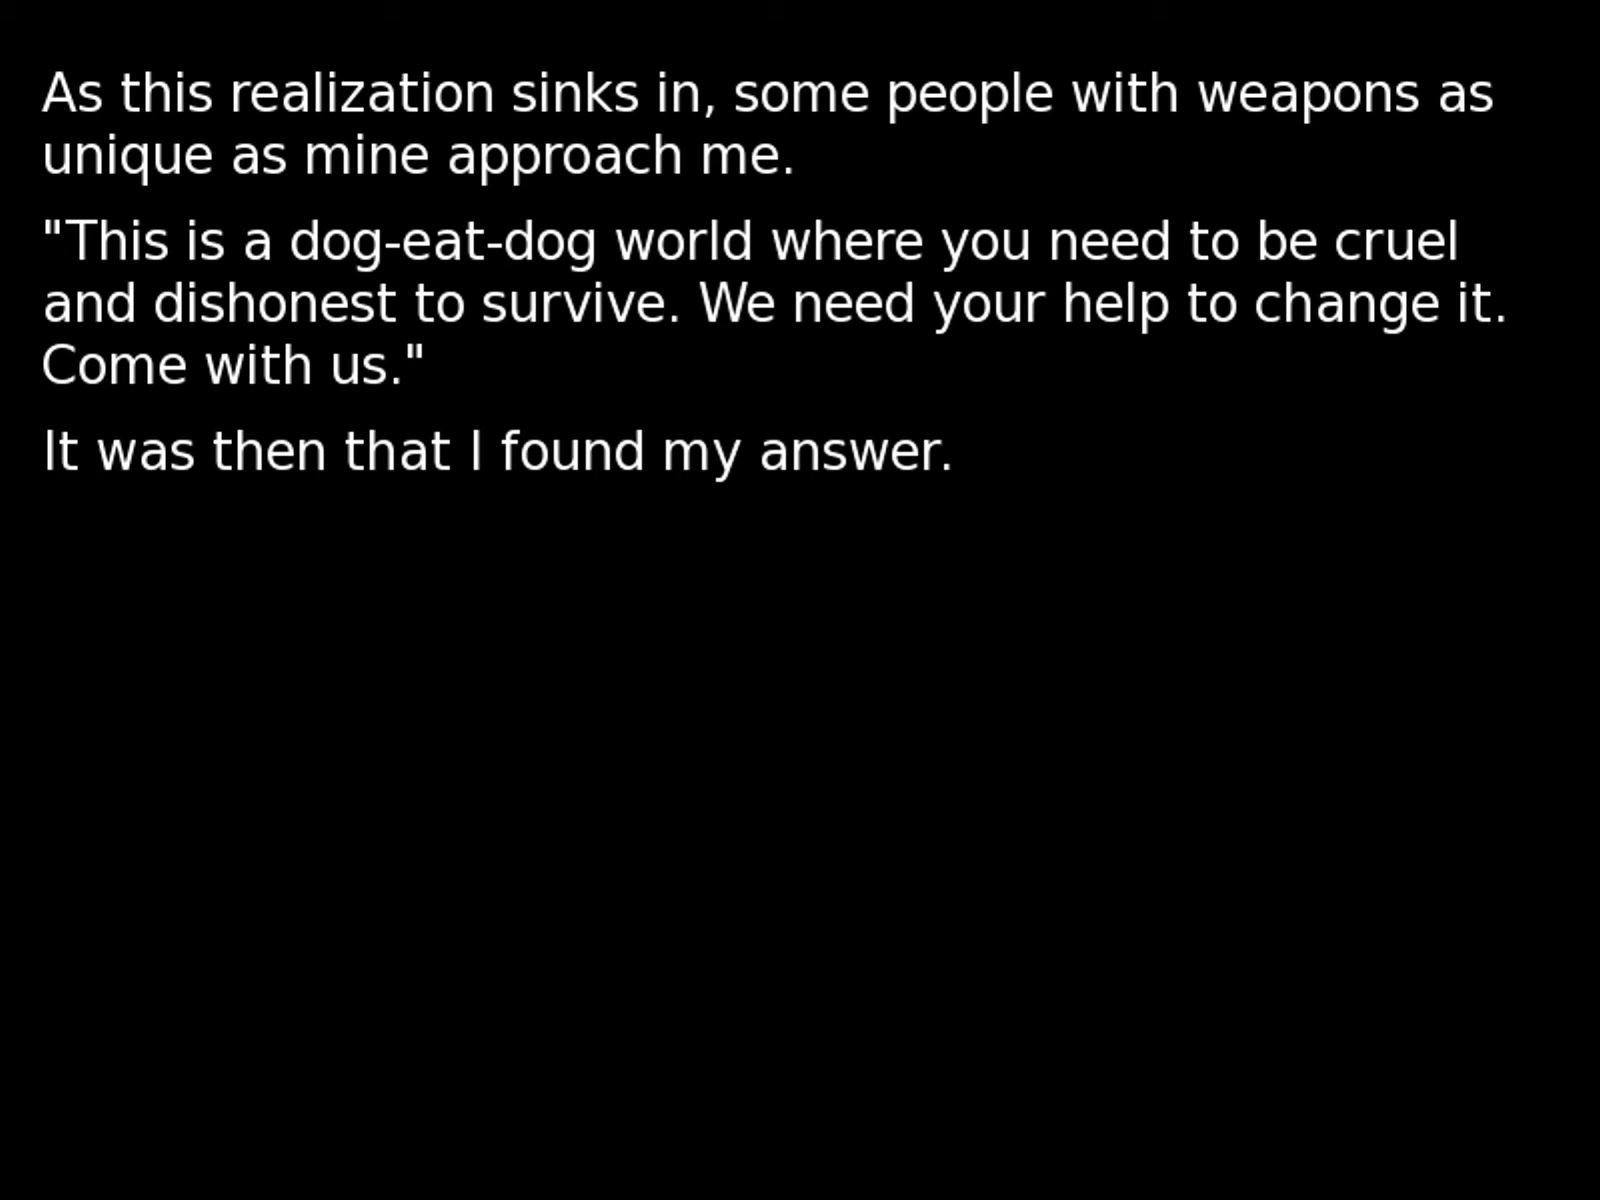 As this realization sinks in, some people with weapons as
unique as mine approach me.
"This is a dog-eat-dog world where you need to be cruel
and dishonest to survive. We need your help to change it.
Come with us."
It was then that I found my answer.